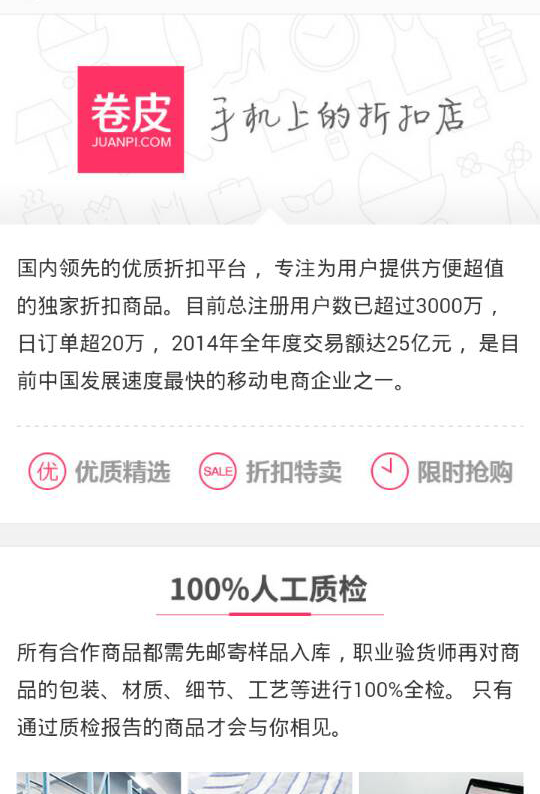 卷皮
JUANPI.COM
手机上的折扣店
国内领先的优质折扣平台，专注为用户提供方便超值
的独家折扣商品。目前总注册用户数已超过3000万，
日订单超20万，2014年全年度交易额达25亿元，是目
前中国发展速度最快的移动电商企业之一。
优 优质精选 SALE 折扣特卖 限时抢购
100%人工质检
所有合作商品都需先邮寄样品入库，职业验货师再对商
品的包装、材质、细节、工艺等进行100%全检。 只有
通过质检报告的商品才会与你相见。